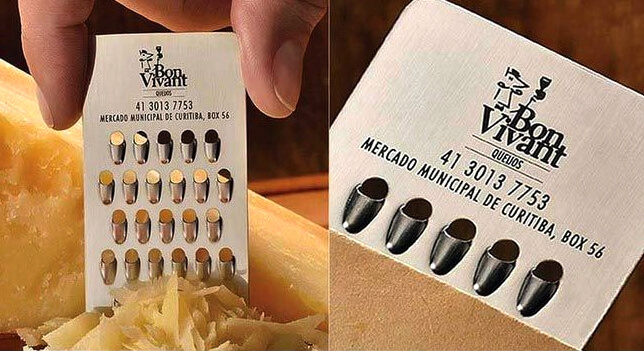 Bon
Vivant
QUEIJOS
41 3013 7753
MERCADO MUNICIPAL DE CURITIBA, BOX 56
Bon
Vivant
QUEIJOS
41 3013 7753
MERCADO MUNICIPAL DE CURITIBA, BOX 56